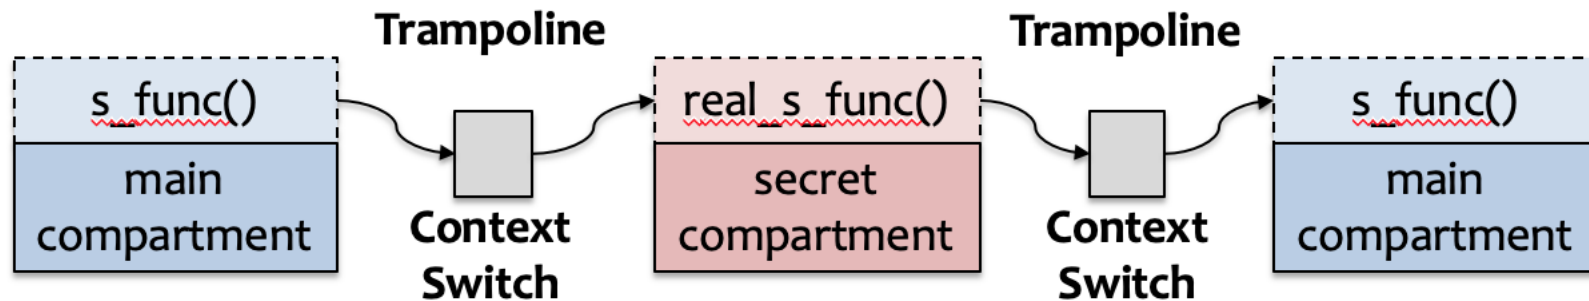 Trampoline
Trampoline
s_func()
real_s_func()
s_func()
main
compartment
secret
compartment
main
compartment
Context
Switch
Context
Switch